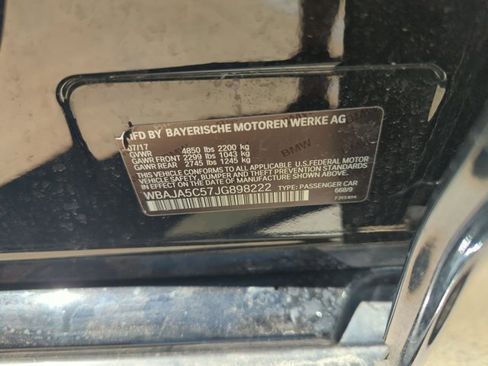 MFD BY BAYERISCHE MOTOREN WERKE AG
07/17
GVWR 4850 lbs 2200 kg
GAWR FRONT 2299 lbs 1043 kg
GAWR REAR 2745 lbs 1245 kg
THIS VEHICLE CONFORMS TO ALL APPLICABLE U.S. FEDERAL MOTOR
VEHICLE SAFETY, BUMPER AND THEFT PREVENTION STANDARDS
IN EFFECT ON THE DATE OF MANUFACTURE SHOWN ABOVE.
WBAJA5C57JG898222 TYPE: PASSENGER CAR